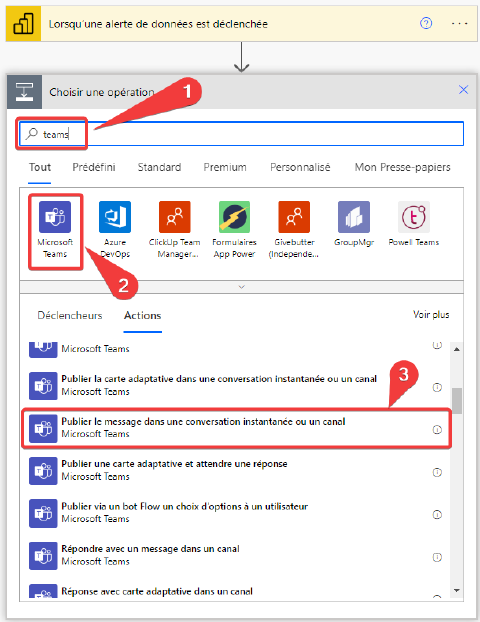 Lorsqu'une alerte de données est déclenchée
Choisir une opération
1
teams
Tout Prédéfini Standard Premium Personnalisé Mon Presse-papiers
Microsoft Teams
Azure DevOps
ClickUp Team Manager...
Formulaires App Power
Givebutter (Independe...
GroupMgr
Powell Teams
2
Déclencheurs Actions Voir plus
Microsoft Teams
3
Publier la carte adaptative dans une conversation instantanée ou un canal
Microsoft Teams
Publier le message dans une conversation instantanée ou un canal
Microsoft Teams
Publier une carte adaptative et attendre une réponse
Microsoft Teams
Publier via un bot Flow un choix d'options à un utilisateur
Microsoft Teams
Répondre avec un message dans un canal
Microsoft Teams
Réponse avec carte adaptative dans un canal